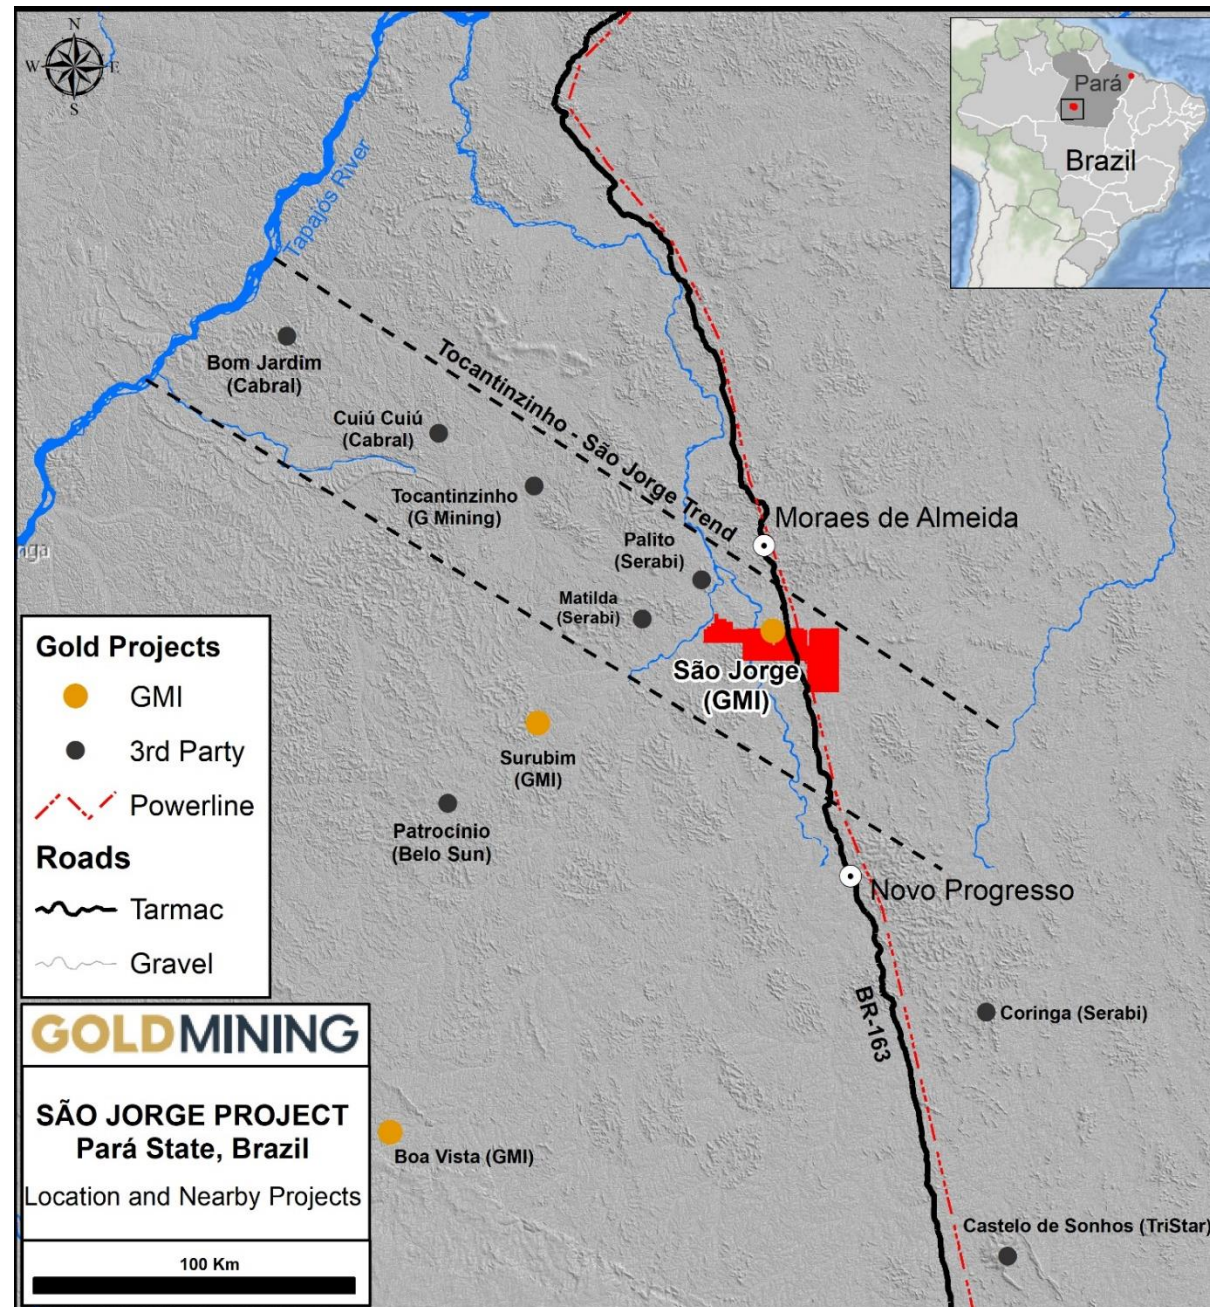 N
W
E
S
Pará
Brazil
Tapajós River
Bom Jardim
(Cabral)
Tocantinzinho - São Jorge Trend
Cuiú Cuiú
(Cabral)
Tocantinzinho
(G Mining)
Moraes de Almeida
Palito
(Serabi)
nga
Matilda
(Serabi)
São Jorge
(GMI)
Surubim
(GMI)
Patrocínio
(Belo Sun)
Novo Progresso
BR-163
Coringa (Serabi)
Boa Vista (GMI)
Castelo de Sonhos (TriStar)
Gold Projects
GMI
3rd Party
Powerline
Roads
Tarmac
Gravel
GOLDMINING
SÃO JORGE PROJECT
Pará State, Brazil
Location and Nearby Projects
100 Km